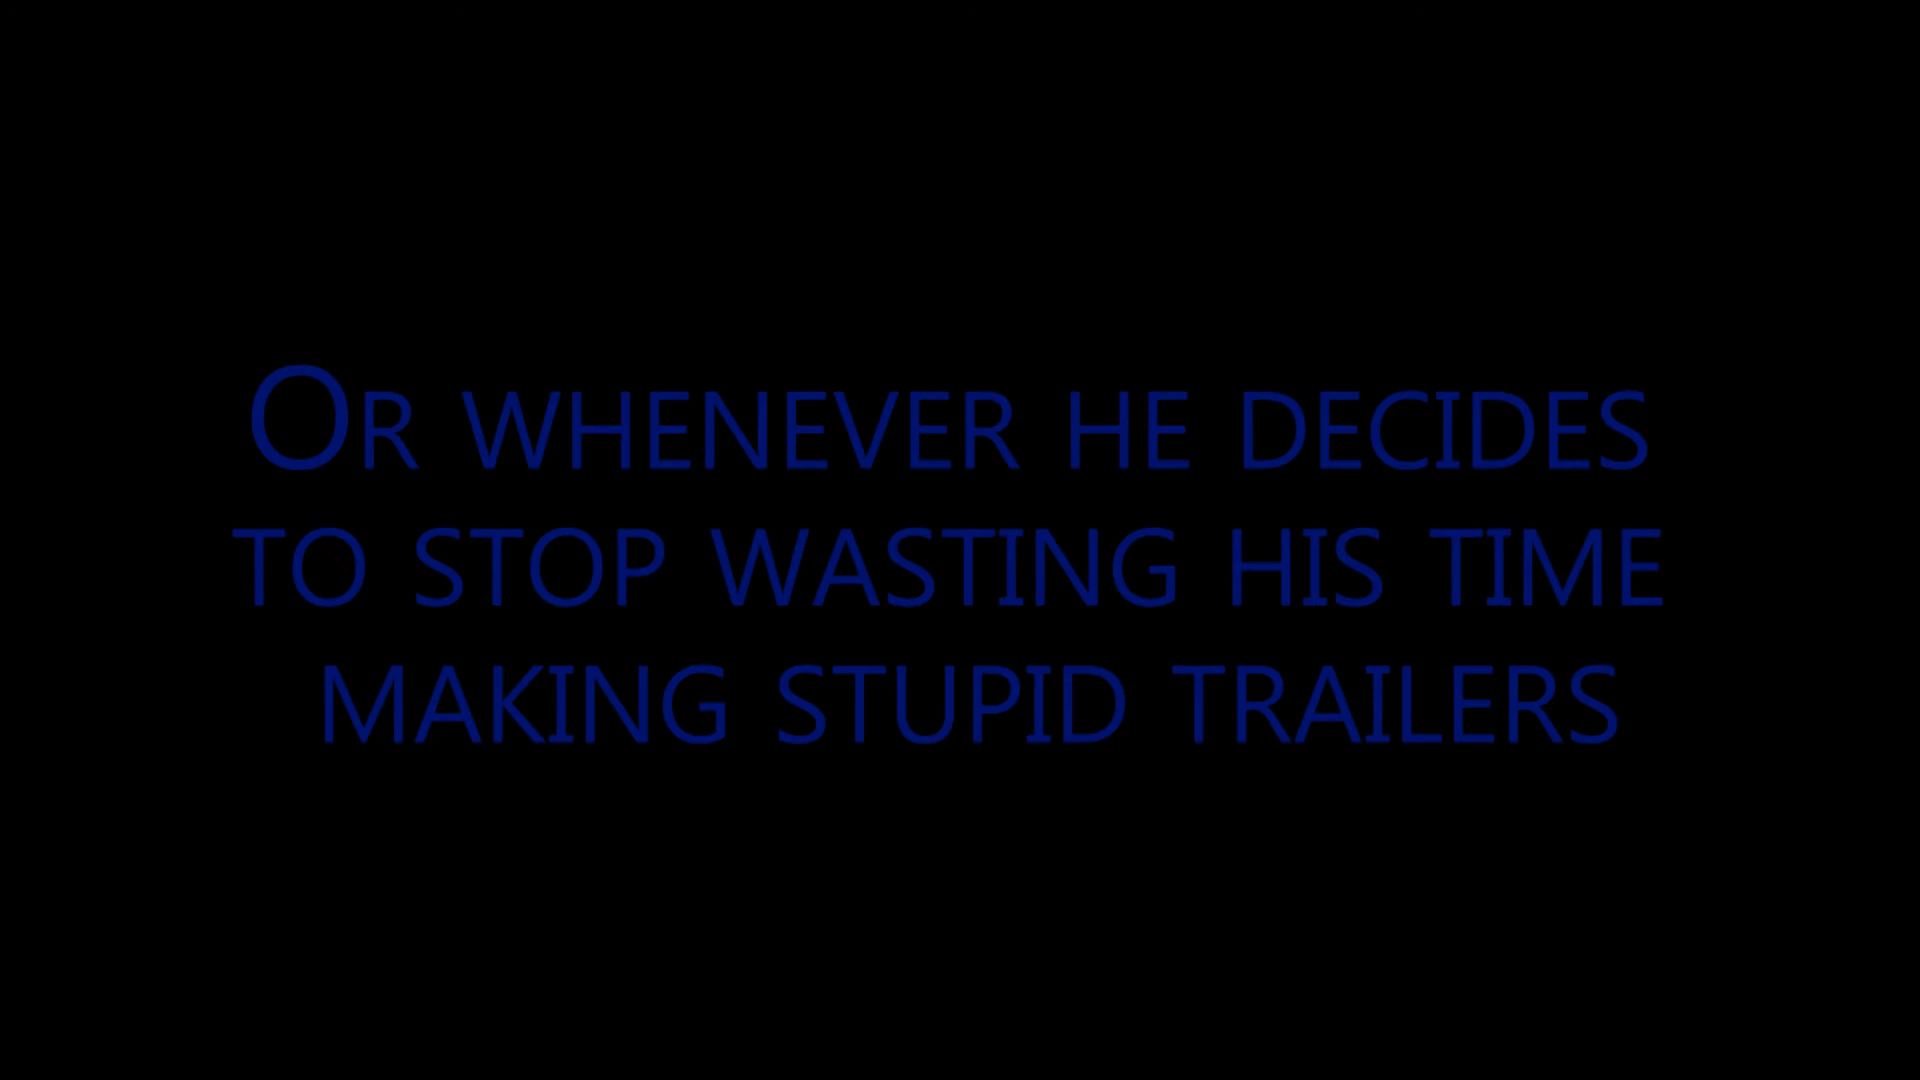 Or whenever he decides
to stop wasting his time
making stupid trailers